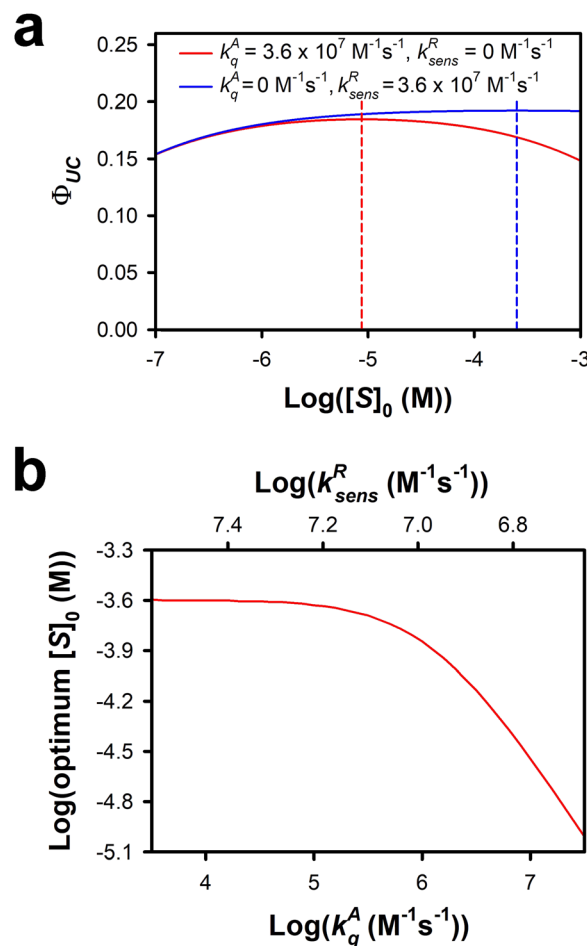 a
0.25
0.20
0.15
0.10
0.05
0.00
Φ_UC
k_q^A = 3.6 x 10^7 M^-1s^-1, k_sens^R = 0 M^-1s^-1
k_q^A = 0 M^-1s^-1, k_sens^R = 3.6 x 10^7 M^-1s^-1
-7 -6 -5 -4 -3
Log([S]_0 (M))
b
Log(k_sens^R (M^-1s^-1))
7.4 7.2 7.0 6.8
-3.3
-3.6
-3.9
-4.2
-4.5
-4.8
-5.1
Log(optimum [S]_0 (M))
4 5 6 7
Log(k_q^A (M^-1s^-1))